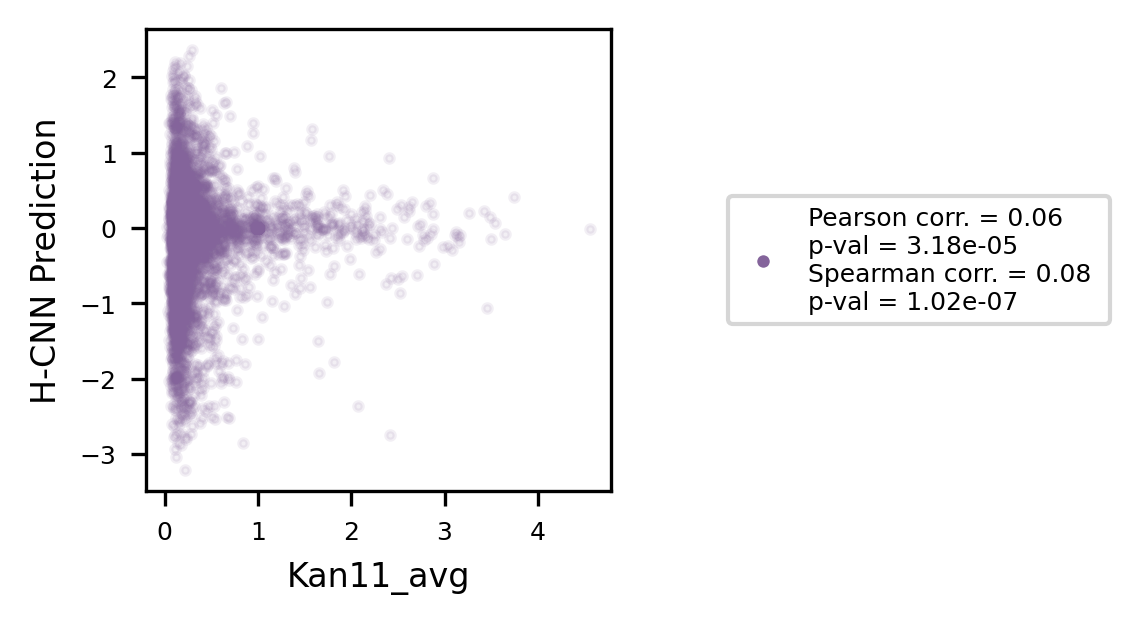 H-CNN Prediction
2
1
0
−1
−2
−3
0 1 2 3 4
Kan11_avg
Pearson corr. = 0.06
p-val = 3.18e-05
Spearman corr. = 0.08
p-val = 1.02e-07